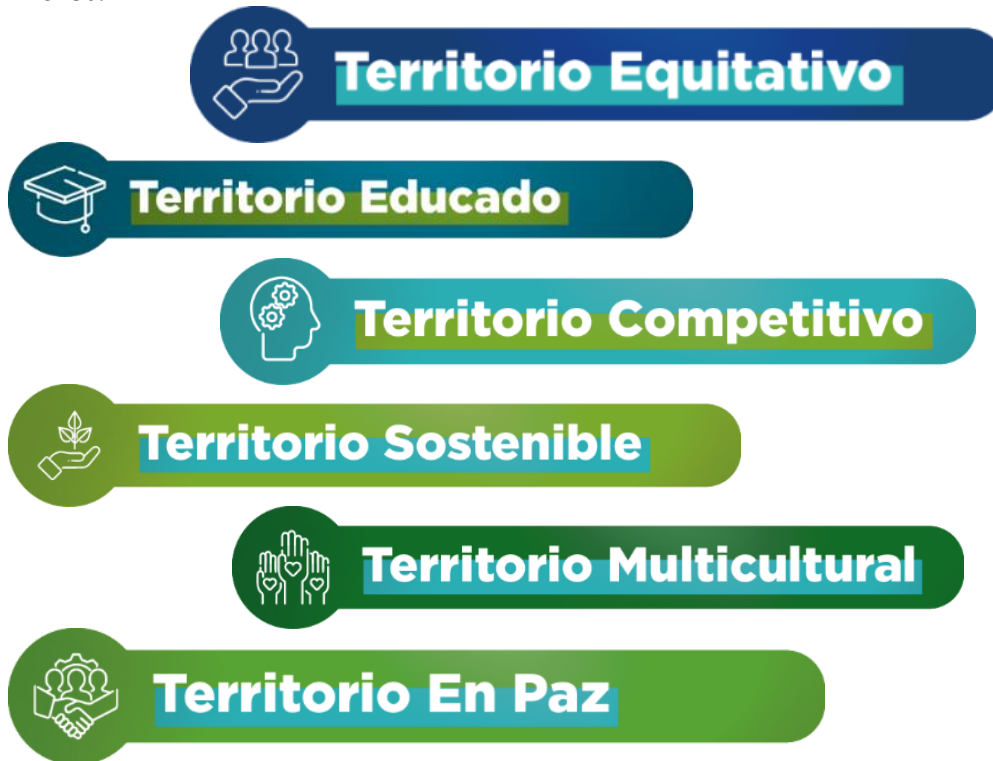 Territorio Equitativo
Territorio Educado
Territorio Competitivo
Territorio Sostenible
Territorio Multicultural
Territorio En Paz